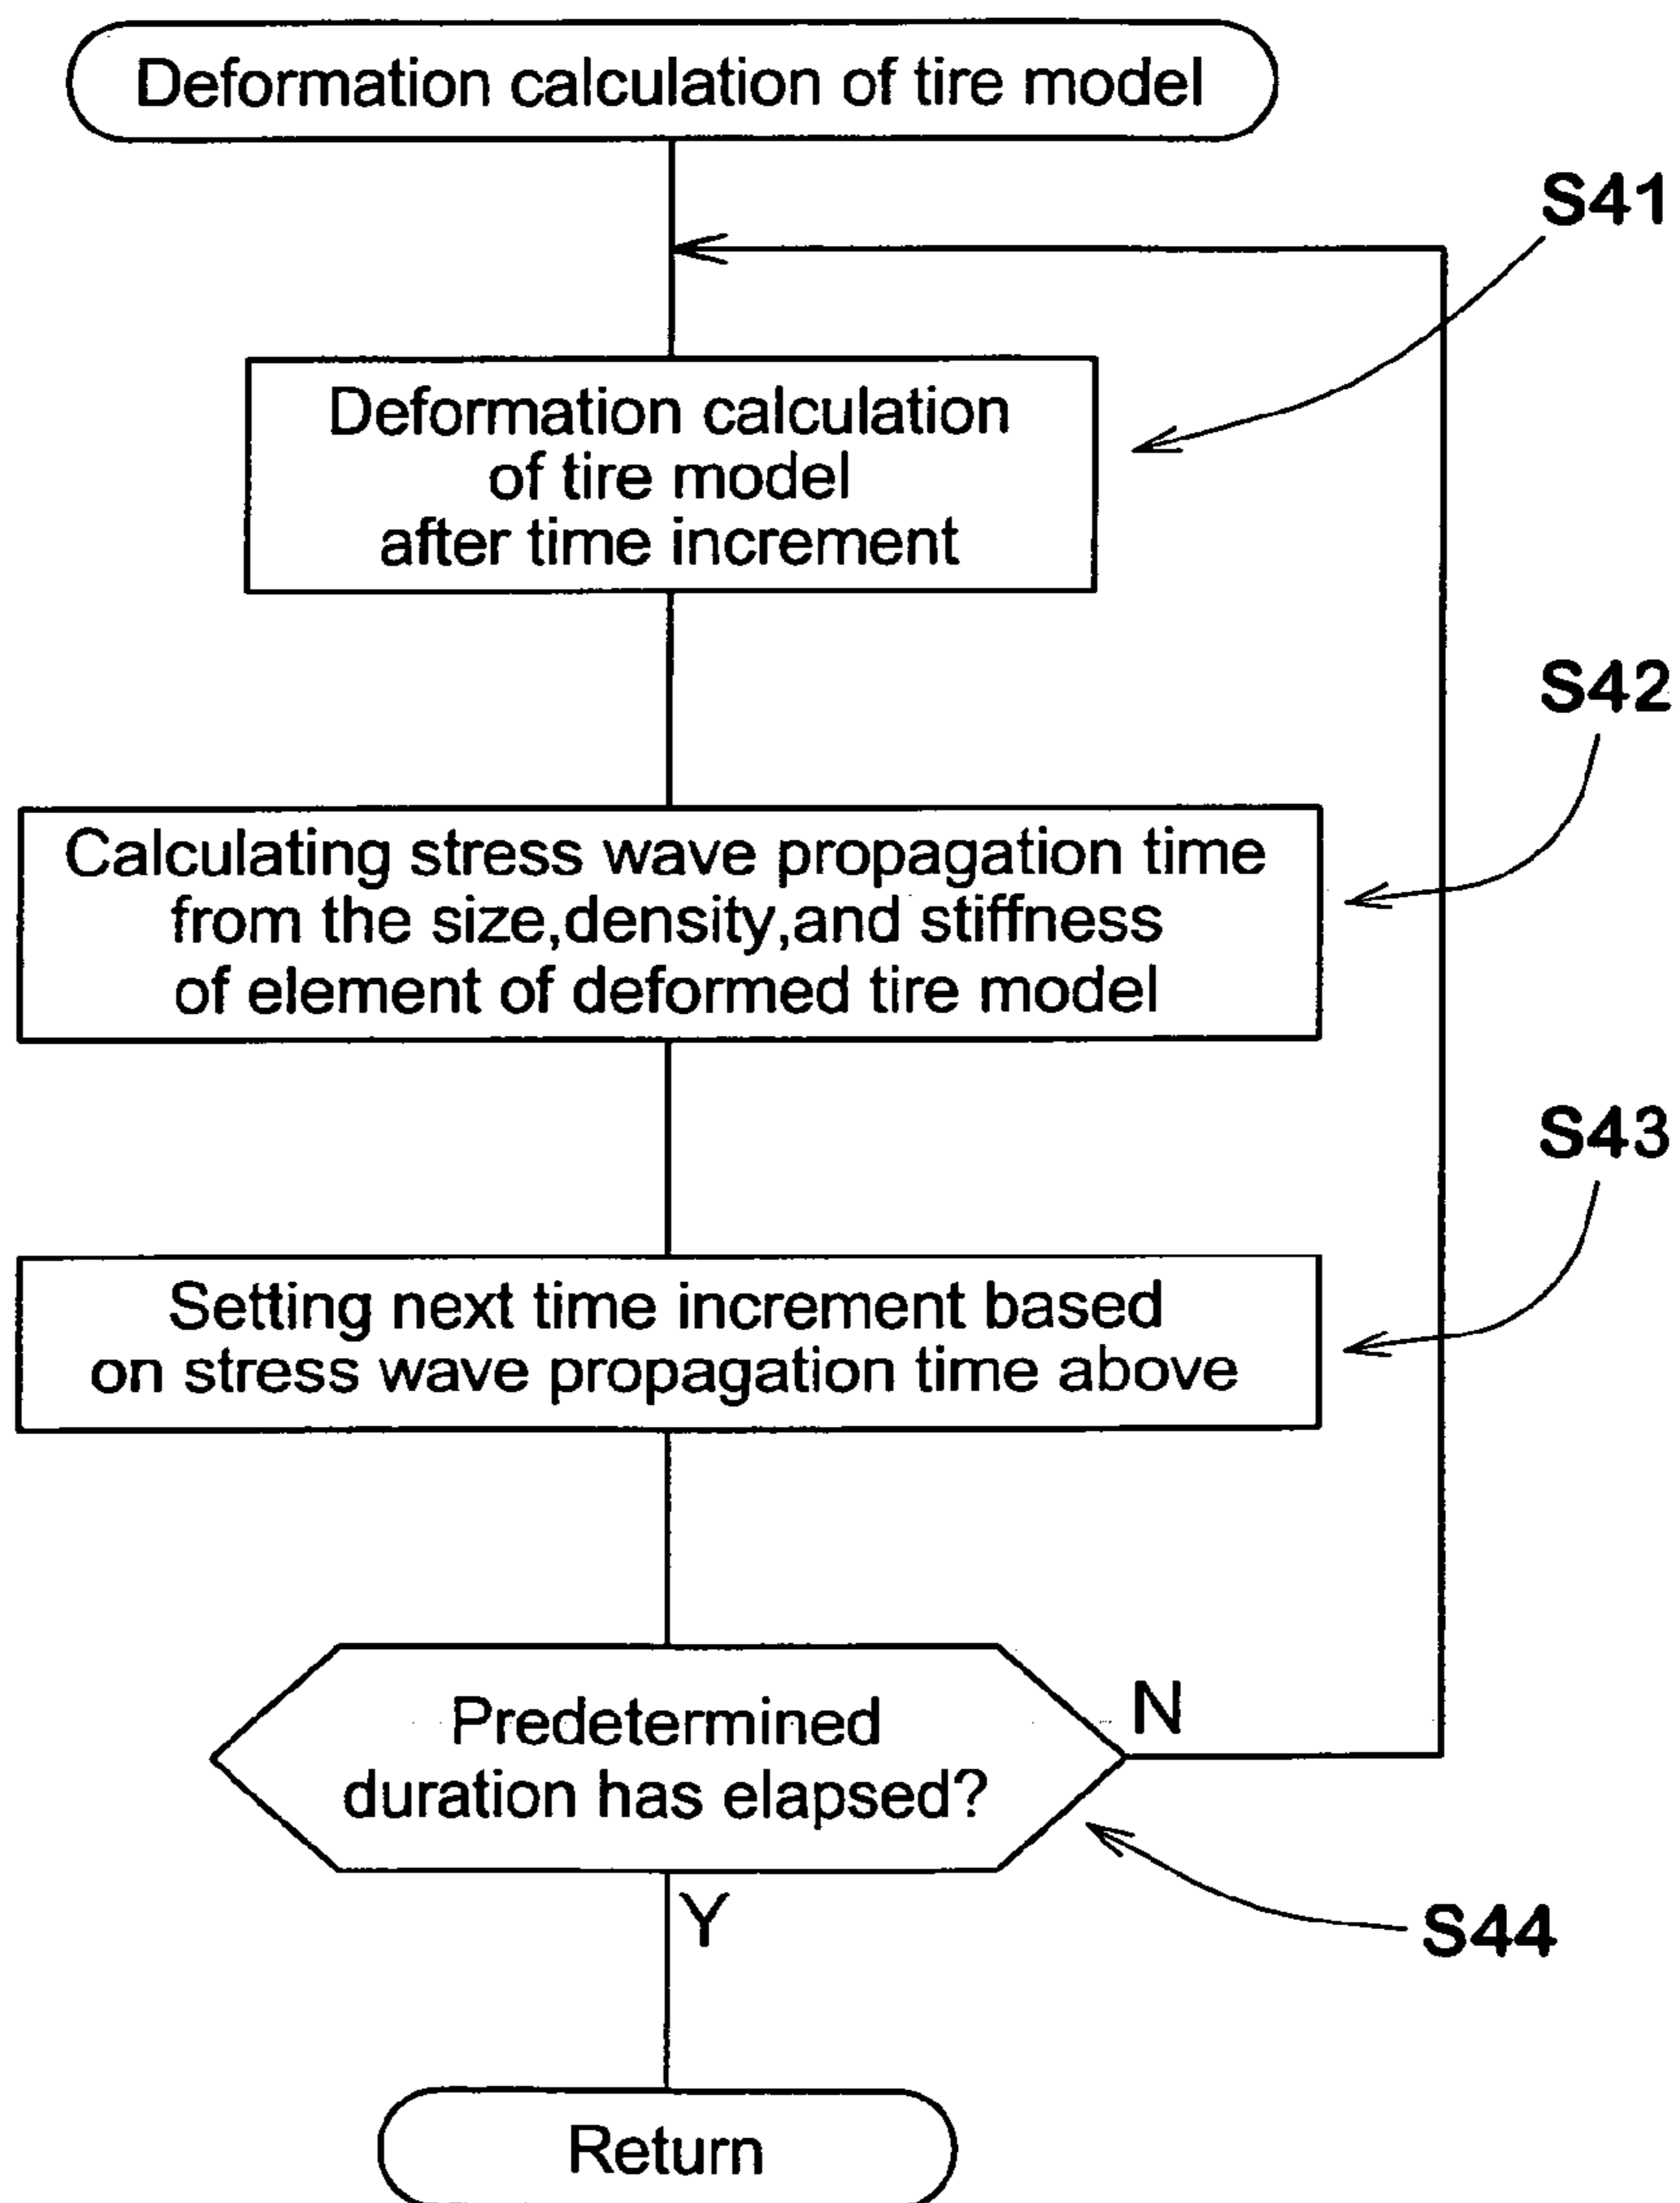 Deformation calculation of tire model
S41
Deformation calculation
of tire model
after time increment
S42
Calculating stress wave propagation time
from the size,density,and stiffness
of element of deformed tire model
S43
Setting next time increment based
on stress wave propagation time above
N
Predetermined
duration has elapsed?
Y
S44
Return